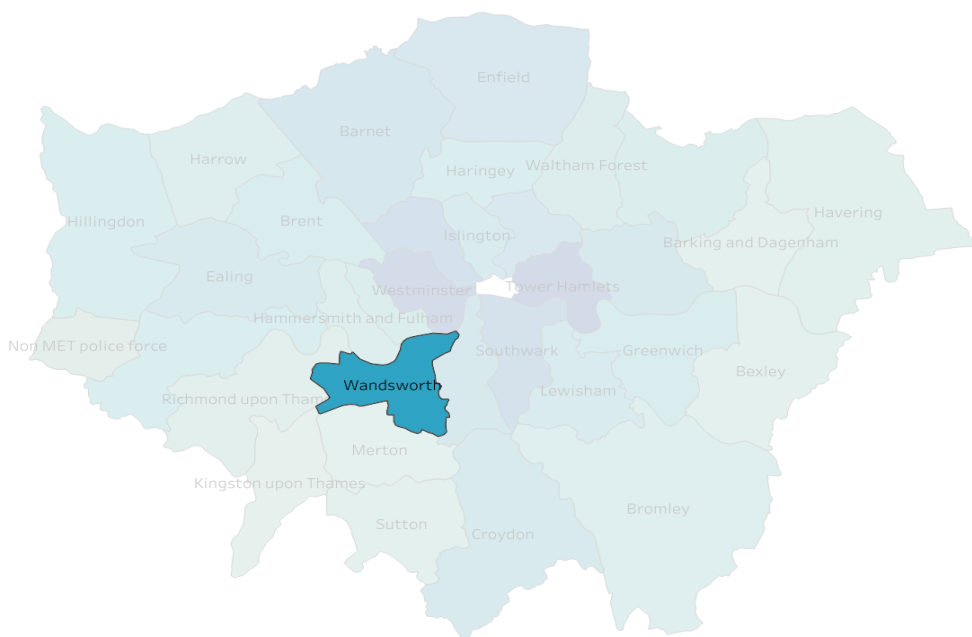 Enfield
Barnet
Harrow
Haringey
Waltham Forest
Hillingdon
Brent
Islington
Havering
Barking and Dagenham
Ealing
Westminster
Tower Hamlets
Hammersmith and Fulham
Non MET police force
Southwark
Greenwich
Bexley
Wandsworth
Lewisham
Richmond upon Tham
Merton
Kingston upon Thames
Bromley
Sutton
Croydon